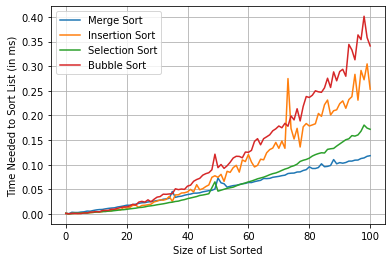 0.40
0.35
0.30
0.25
0.20
0.15
0.10
0.05
0.00
Time Needed to Sort List (in ms)
Merge Sort
Insertion Sort
Selection Sort
Bubble Sort
0 20 40 60 80 100
Size of List Sorted